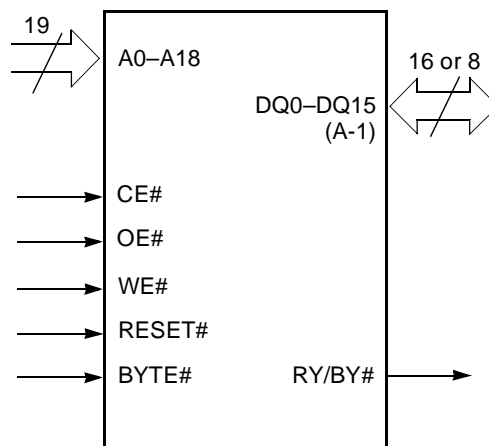 19
A0–A18
16 or 8
DQ0–DQ15
(A-1)
CE#
OE#
WE#
RESET#
BYTE#
RY/BY#